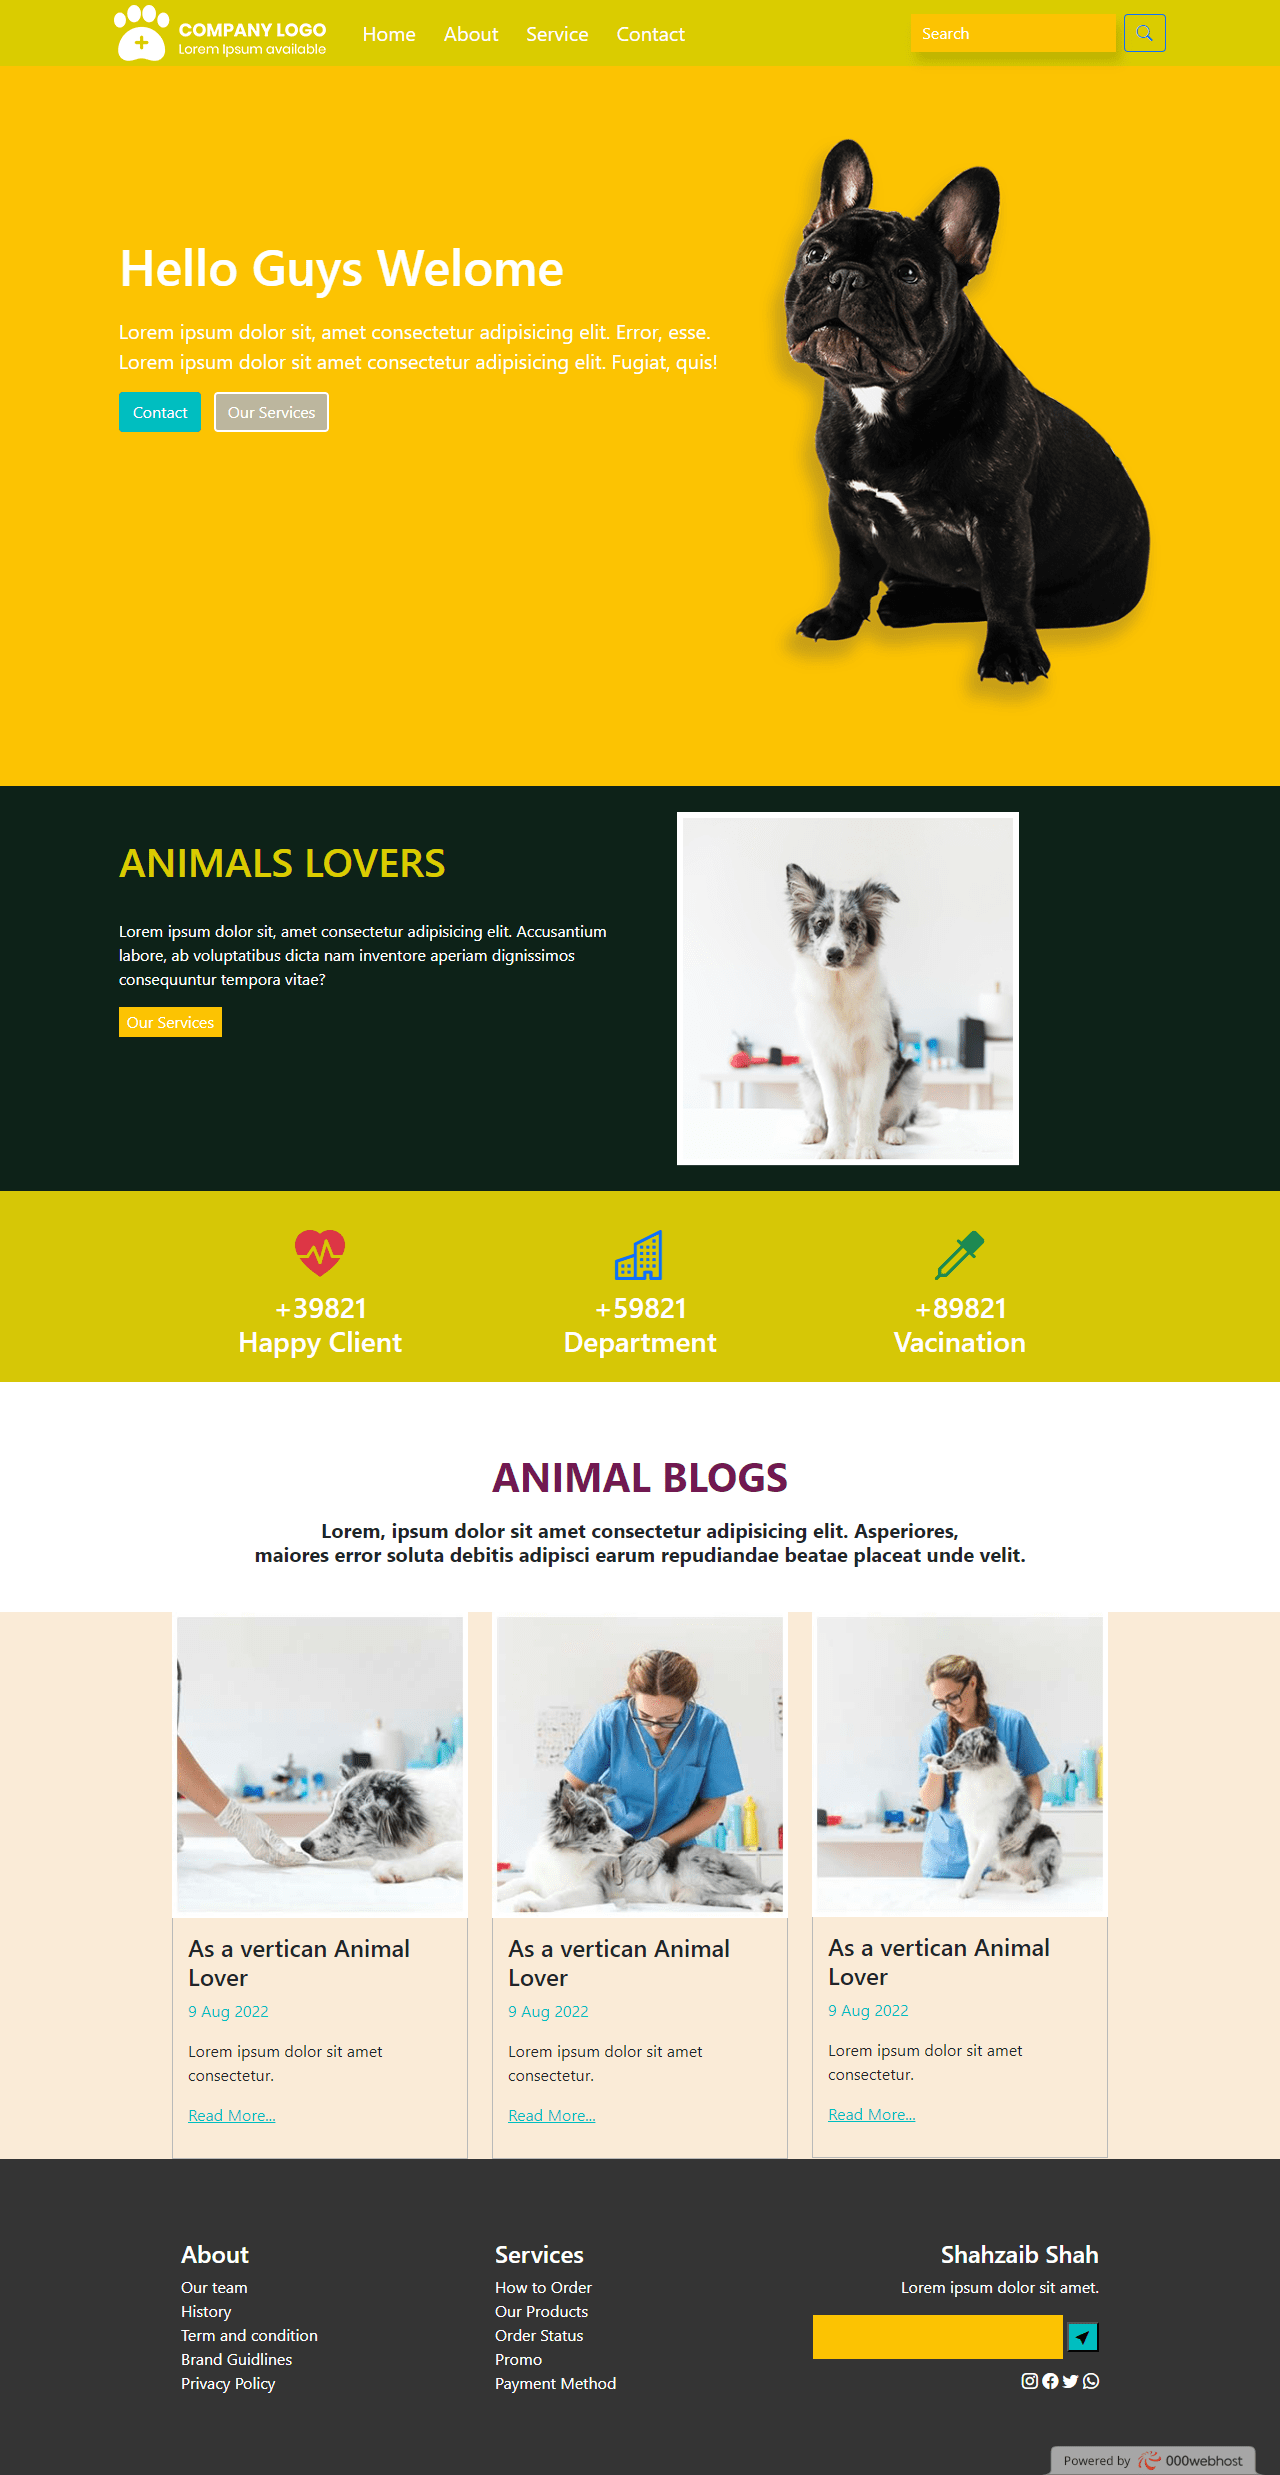 COMPANY LOGO
Lorem Ipsum available
Home About Service Contact
Search
Hello Guys Welome
Lorem ipsum dolor sit, amet consectetur adipisicing elit. Error, esse.
Lorem ipsum dolor sit amet consectetur adipisicing elit. Fugiat, quis!
Contact
Our Services
ANIMALS LOVERS
Lorem ipsum dolor sit, amet consectetur adipisicing elit. Accusantium
labore, ab voluptatibus dicta nam inventore aperiam dignissimos
consequuntur tempora vitae?
Our Services
+39821
Happy Client
+59821
Department
+89821
Vacination
ANIMAL BLOGS
Lorem, ipsum dolor sit amet consectetur adipisicing elit. Asperiores,
maiores error soluta debitis adipisci earum repudiandae beatae placeat unde velit.
As a vertican Animal
Lover
9 Aug 2022
Lorem ipsum dolor sit amet
consectetur.
Read More...
As a vertican Animal
Lover
9 Aug 2022
Lorem ipsum dolor sit amet
consectetur.
Read More...
As a vertican Animal
Lover
9 Aug 2022
Lorem ipsum dolor sit amet
consectetur.
Read More...
About
Our team
History
Term and condition
Brand Guidlines
Privacy Policy
Services
How to Order
Our Products
Order Status
Promo
Payment Method
Shahzaib Shah
Lorem ipsum dolor sit amet.
Powered by 000webhost